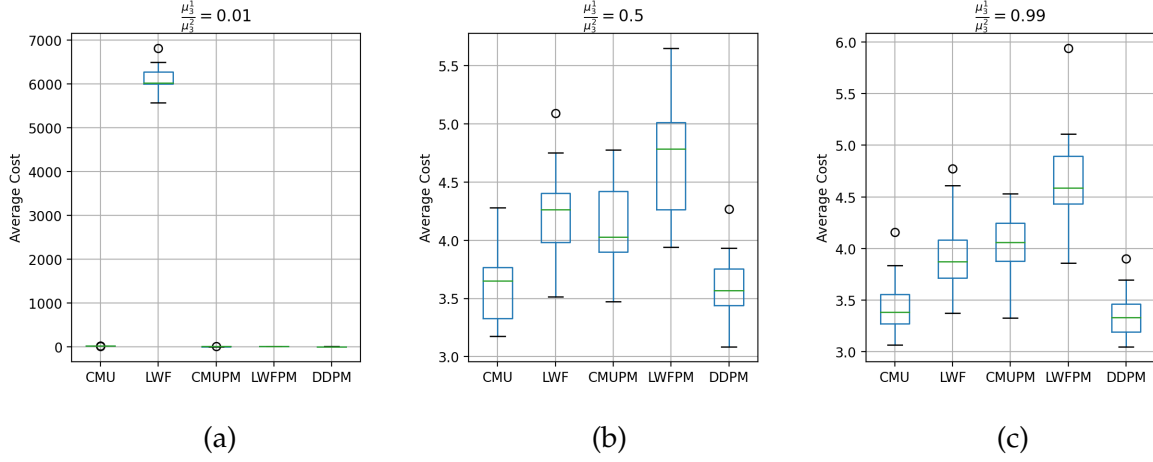 μ₃¹/μ₃² = 0.01
Average Cost
7000
6000
5000
4000
3000
2000
1000
0
CMU LWF CMUPM LWFPM DDPM
(a)
μ₃¹/μ₃² = 0.5
Average Cost
5.5
5.0
4.5
4.0
3.5
3.0
CMU LWF CMUPM LWFPM DDPM
(b)
μ₃¹/μ₃² = 0.99
Average Cost
6.0
5.5
5.0
4.5
4.0
3.5
3.0
CMU LWF CMUPM LWFPM DDPM
(c)